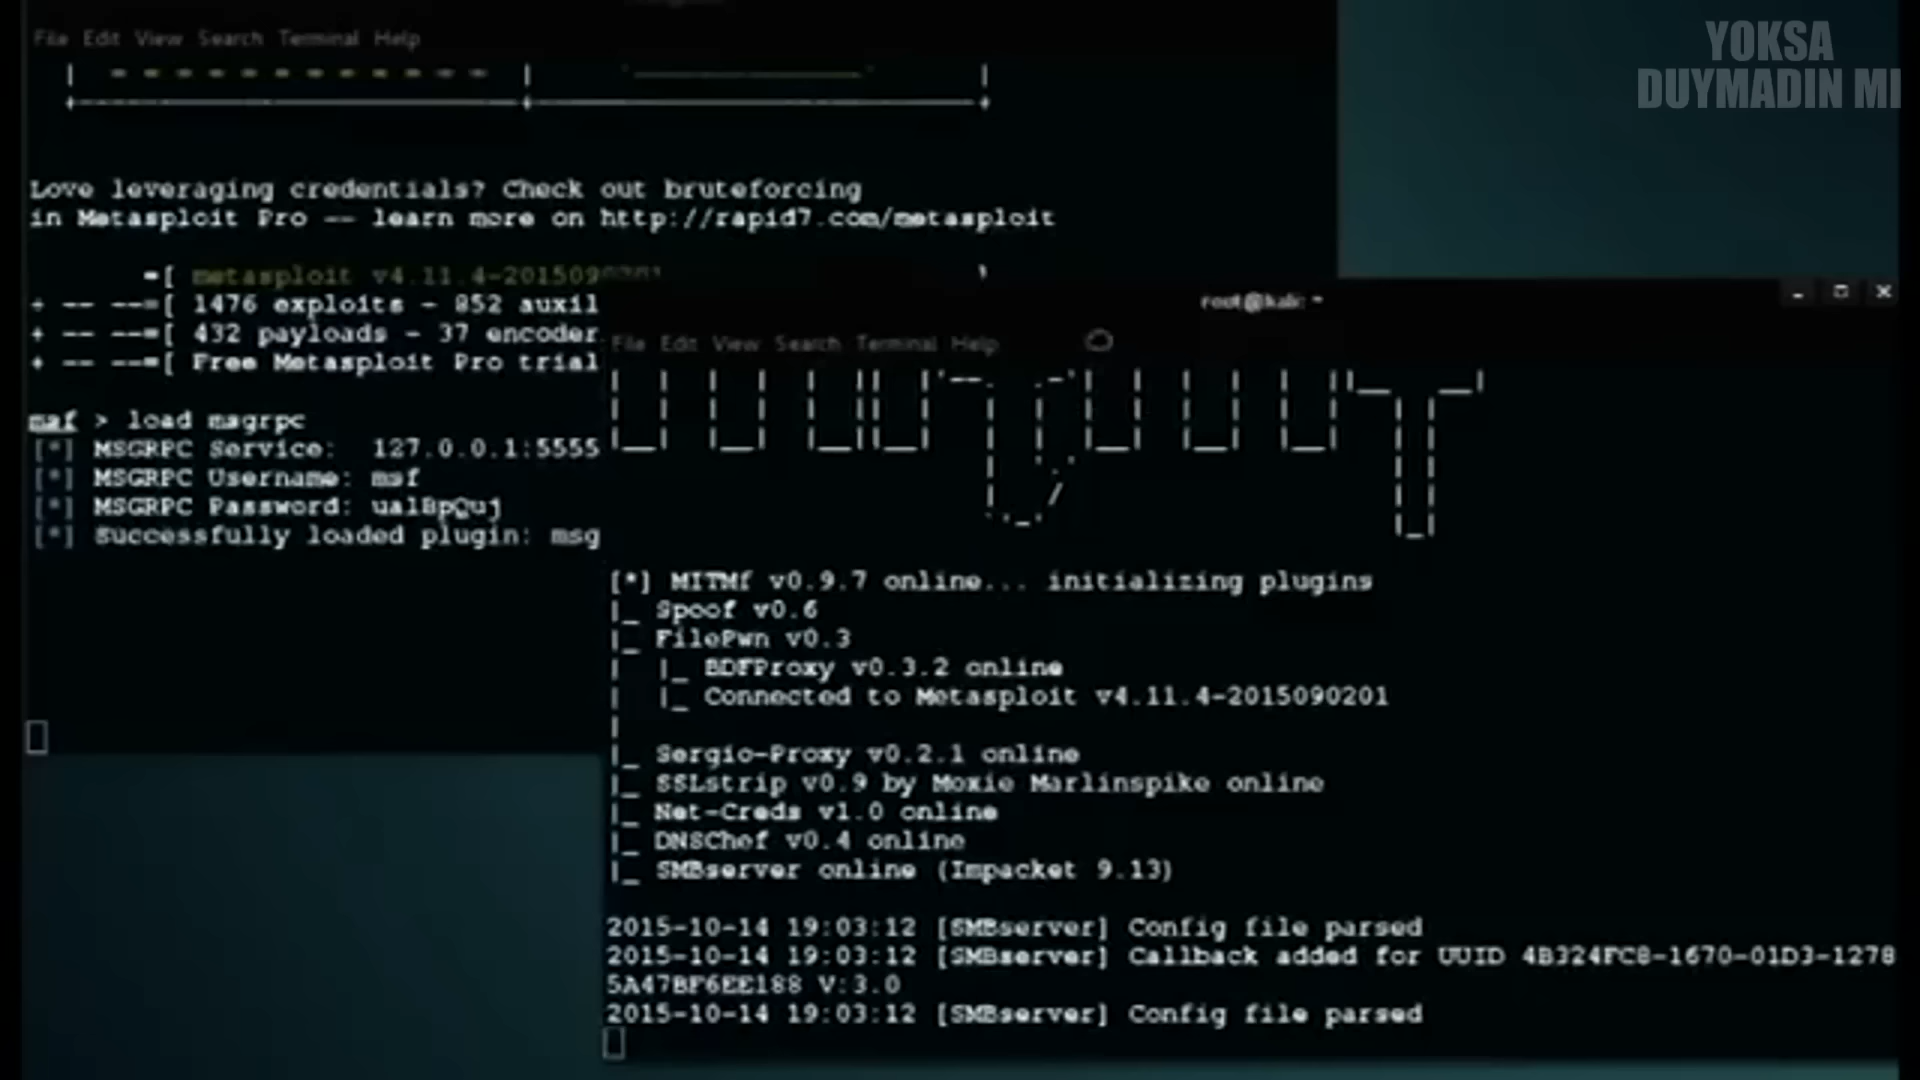 YOKSA
DUYMADIN MI
File Edit View Search Terminal Help
Love leveraging credentials? Check out bruteforcing
in Metasploit Pro -- learn more on http://rapid7.com/metasploit
=[ metasploit v4.11.4-2015090201
+ -- --=[ 1476 exploits - 852 auxil
+ -- --=[ 432 payloads - 37 encoder
+ -- --=[ Free Metasploit Pro trial
msf > load msgrpc
[*] MSGRPC Service: 127.0.0.1:5555
[*] MSGRPC Username: msf
[*] MSGRPC Password: ualBpQuj
[*] Successfully loaded plugin: msg
root@kali: ~
File Edit View Search Terminal Help
[*] MITMf v0.9.7 online... initializing plugins
|_ Spoof v0.6
|_ FilePwn v0.3
| |_ BDFProxy v0.3.2 online
| |_ Connected to Metasploit v4.11.4-2015090201
|
|_ Sergio-Proxy v0.2.1 online
|_ SSLstrip v0.9 by Moxie Marlinspike online
|_ Net-Creds v1.0 online
|_ DNSChef v0.4 online
|_ SMBserver online (Impacket 9.13)
2015-10-14 19:03:12 [SMBserver] Config file parsed
2015-10-14 19:03:12 [SMBserver] Callback added for UUID 4B324FC8-1670-01D3-1278
5A47BF6EE188 V:3.0
2015-10-14 19:03:12 [SMBserver] Config file parsed